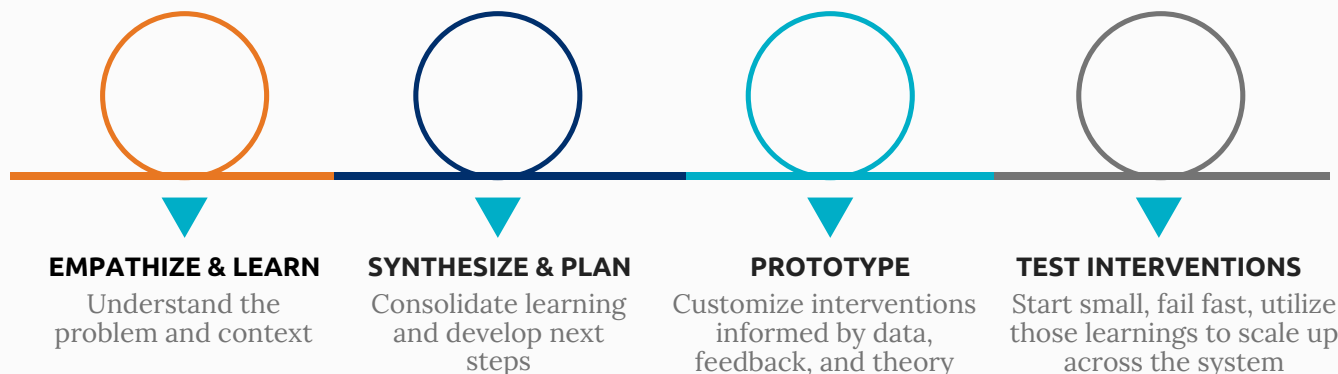 EMPATHIZE & LEARN
Understand the
problem and context
SYNTHESIZE & PLAN
Consolidate learning
and develop next
steps
PROTOTYPE
Customize interventions
informed by data,
feedback, and theory
TEST INTERVENTIONS
Start small, fail fast, utilize
those learnings to scale up
across the system